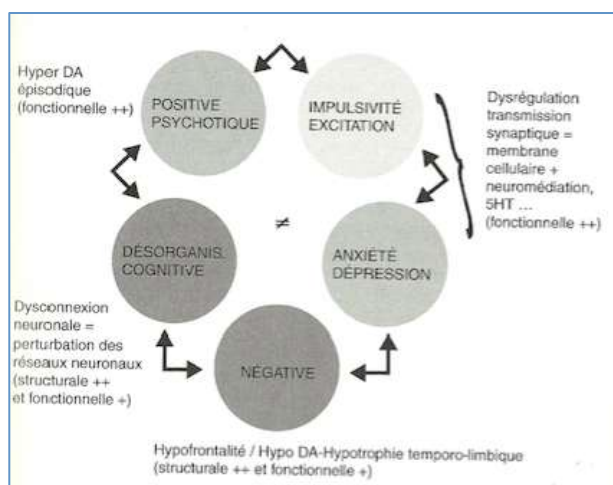 Hyper DA
épisodique
(fonctionnelle ++)
POSITIVE
PSYCHOTIQUE
IMPULSIVITÉ
EXCITATION
Dysrégulation
transmission
synaptique =
membrane
cellulaire +
neuromédiation,
5HT ...
(fonctionnelle ++)
DÉSORGANIS.
COGNITIVE
≠
ANXIÉTÉ
DÉPRESSION
Dysconnexion
neuronale =
perturbation des
réseaux neuronaux
(structurale ++
et fonctionnelle +)
NÉGATIVE
Hypofrontalité / Hypo DA-Hypotrophie temporo-limbique
(structurale ++ et fonctionnelle +)